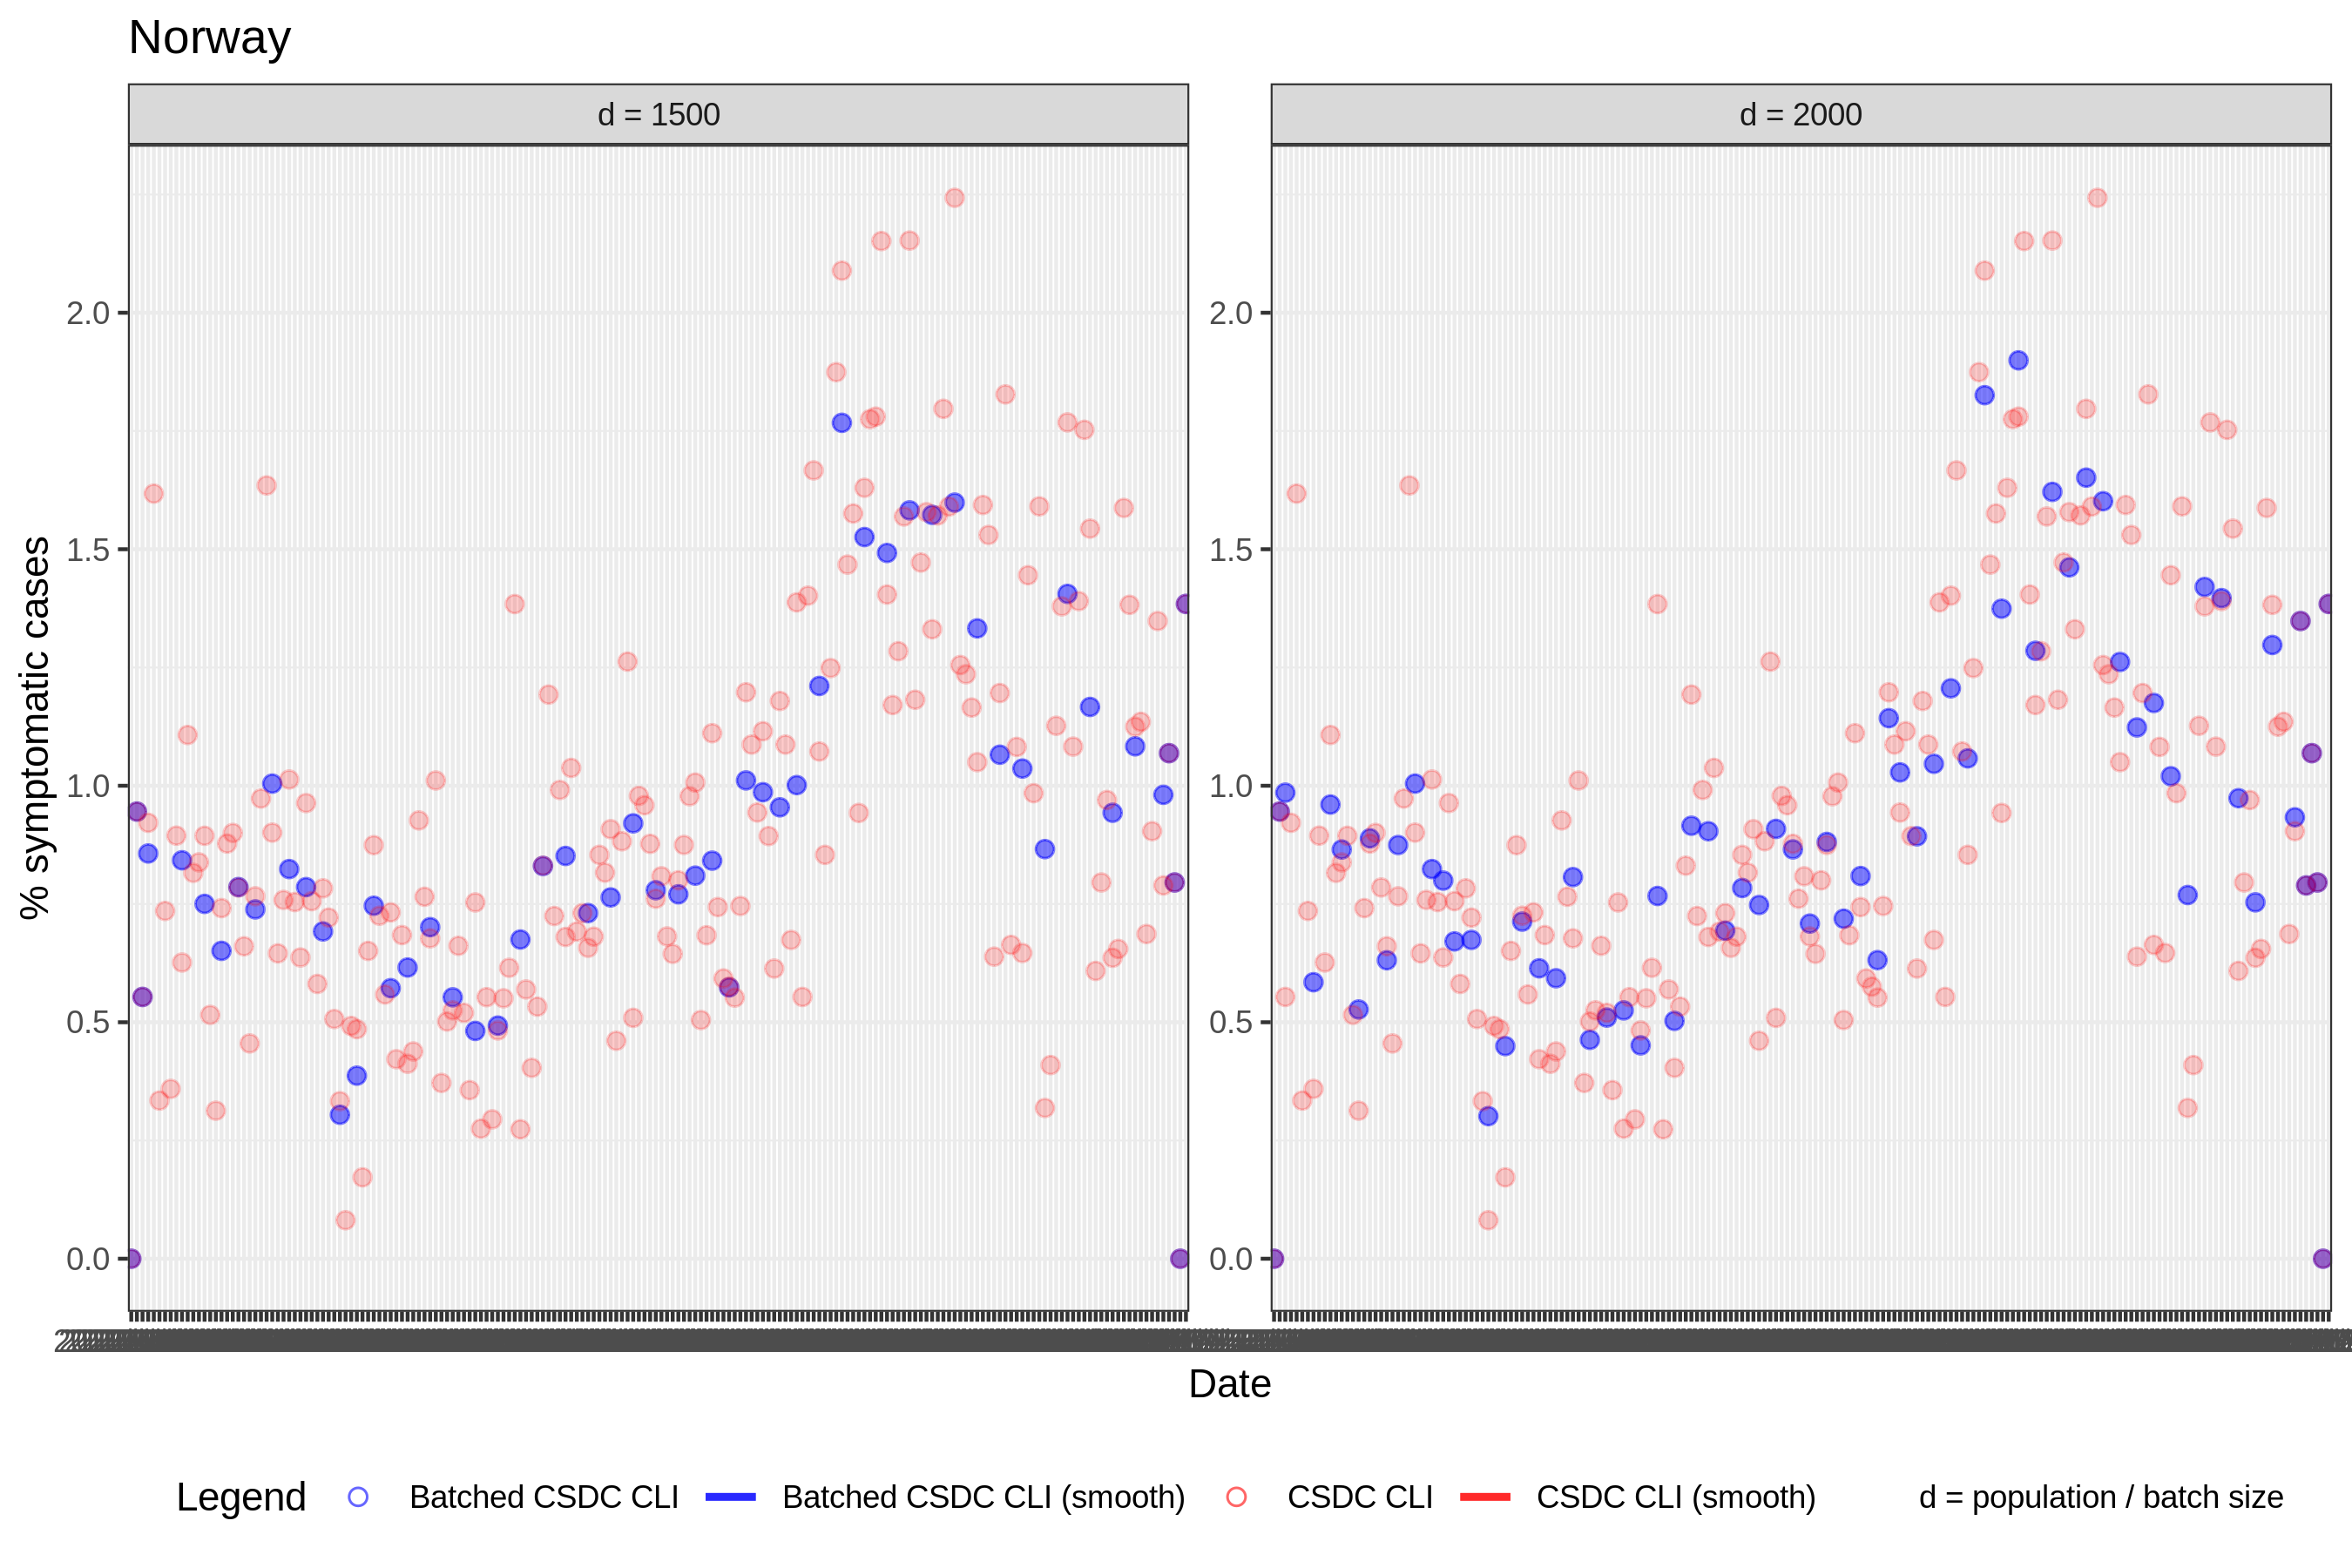 Norway
d = 1500
d = 2000
% symptomatic cases
2.0
1.5
1.0
0.5
0.0
2.0
1.5
1.0
0.5
0.0
Date
Legend
Batched CSDC CLI
Batched CSDC CLI (smooth)
CSDC CLI
CSDC CLI (smooth)
d = population / batch size